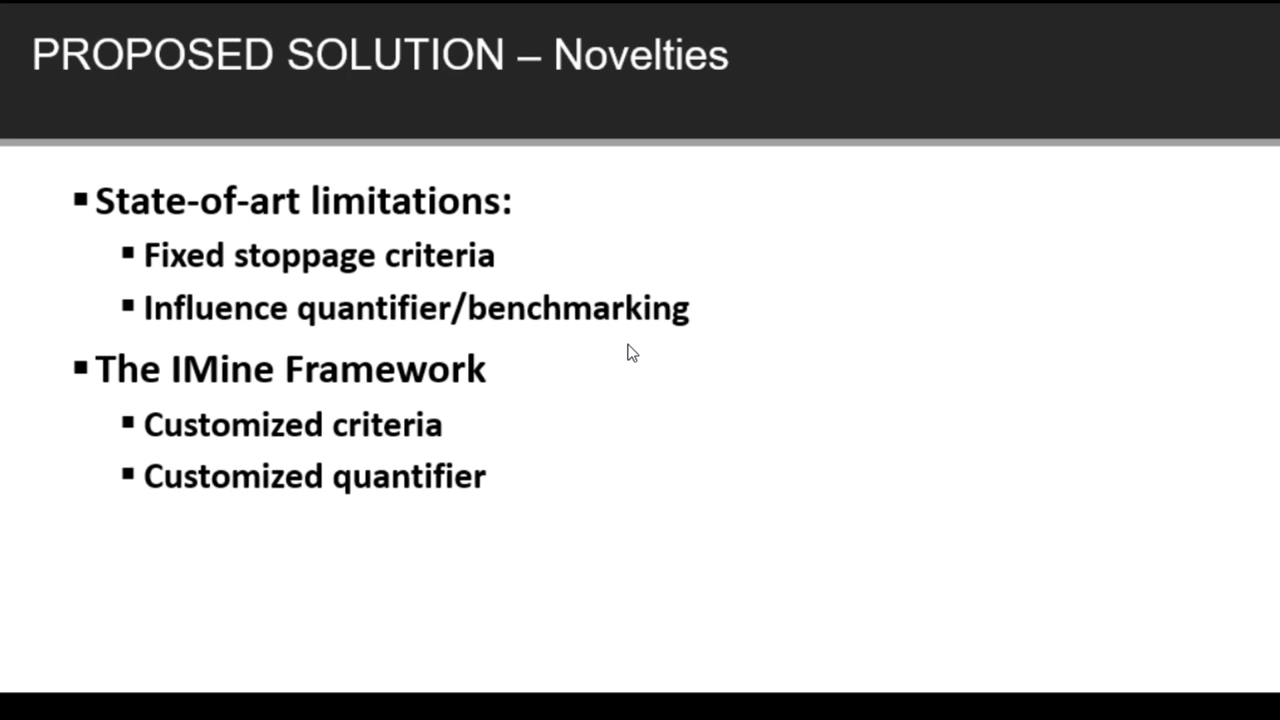 PROPOSED SOLUTION – Novelties
▪ State-of-art limitations:
▪ Fixed stoppage criteria
▪ Influence quantifier/benchmarking
▪ The IMine Framework
▪ Customized criteria
▪ Customized quantifier